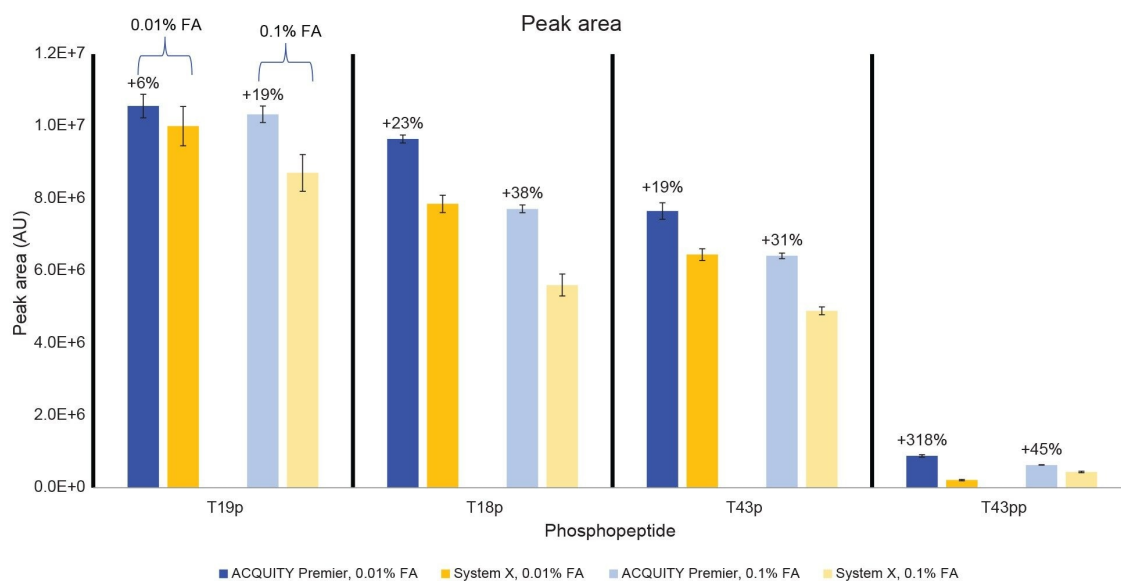 Peak area
0.01% FA
0.1% FA
1.2E+7
1.0E+7
8.0E+6
6.0E+6
4.0E+6
2.0E+6
0.0E+0
Peak area (AU)
+6%
+19%
+23%
+38%
+19%
+31%
+318%
+45%
T19p
T18p
T43p
T43pp
Phosphopeptide
ACQUITY Premier, 0.01% FA
System X, 0.01% FA
ACQUITY Premier, 0.1% FA
System X, 0.1% FA